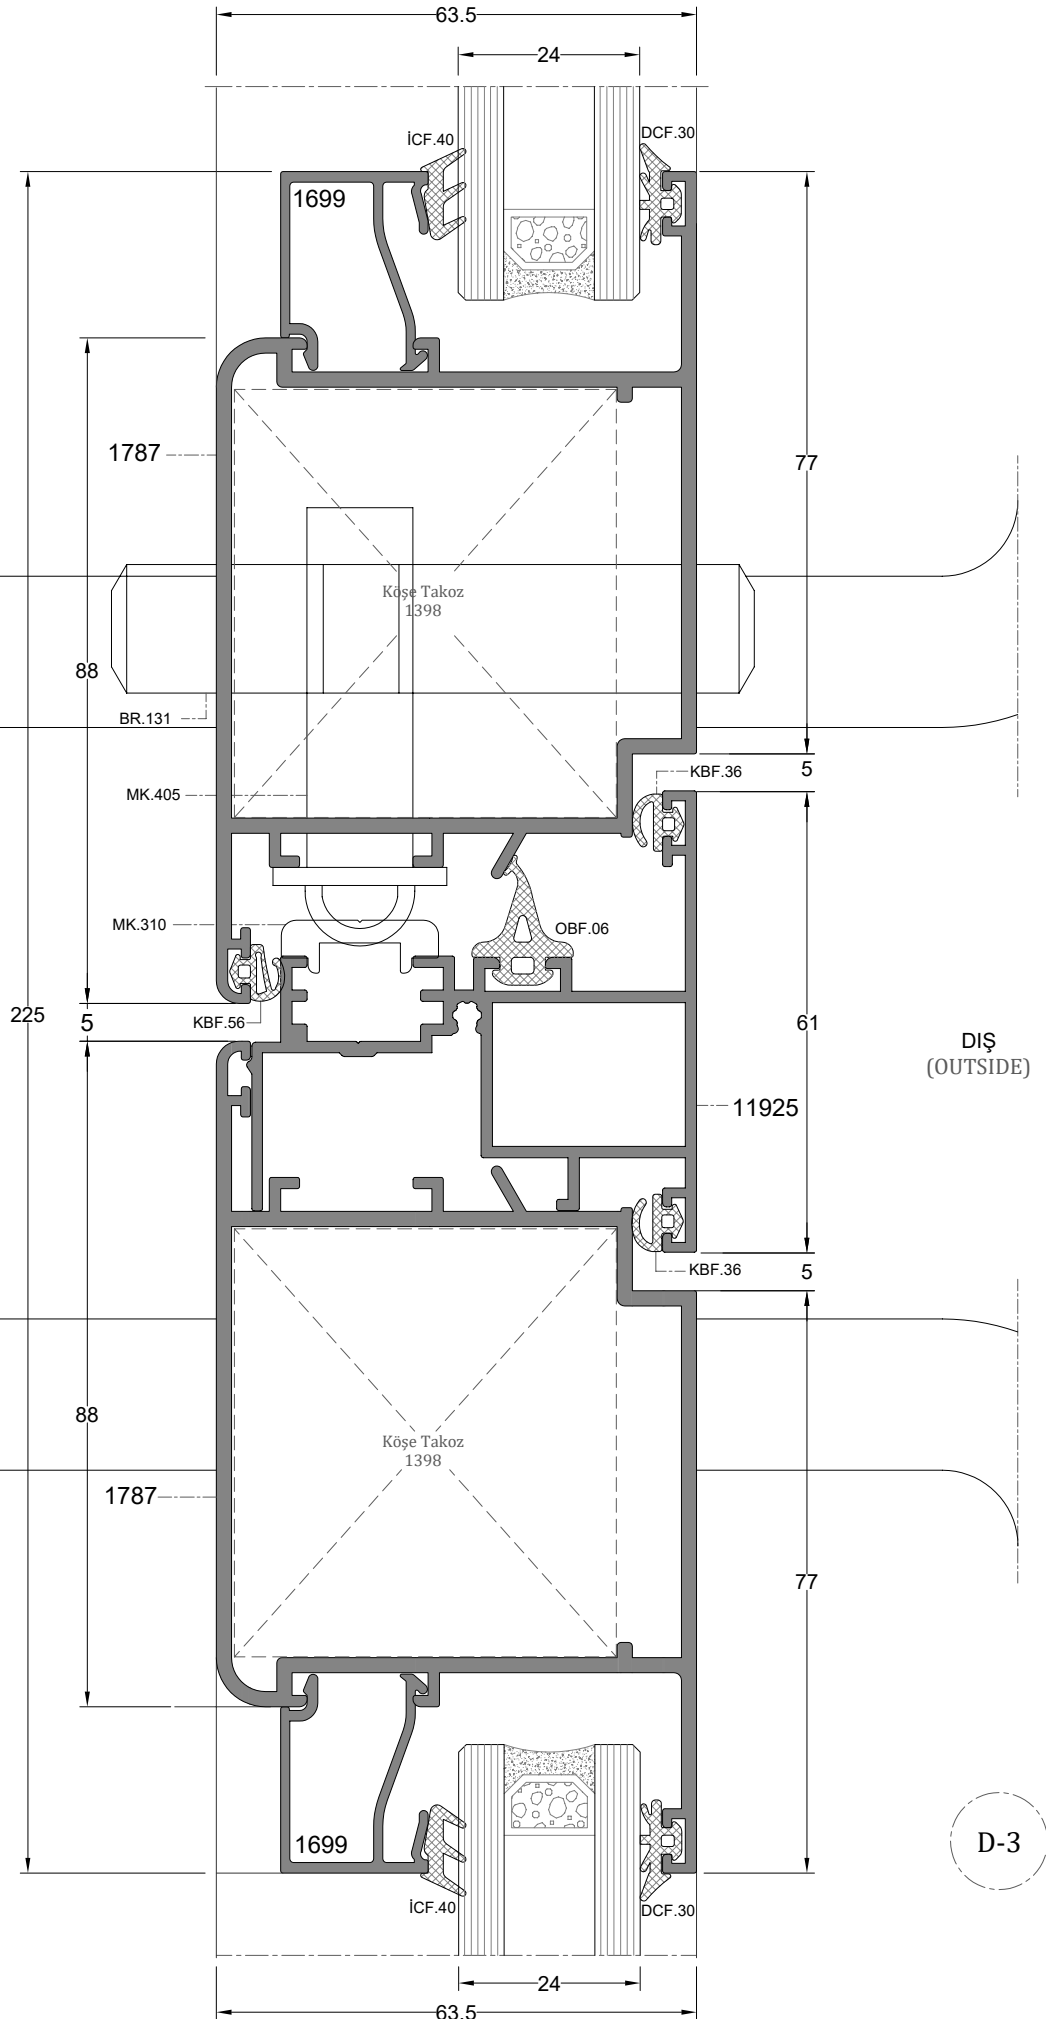 63.5
24
İCF.40
DCF.30
1699
1787
77
Köşe Takoz
1398
88
BR.131
KBF.36
5
MK.405
MK.310
OBF.06
225
5
KBF.56
61
DIŞ
(OUTSIDE)
11925
KBF.36
5
88
Köşe Takoz
1398
1787
77
1699
D-3
İCF.40
DCF.30
24
63.5